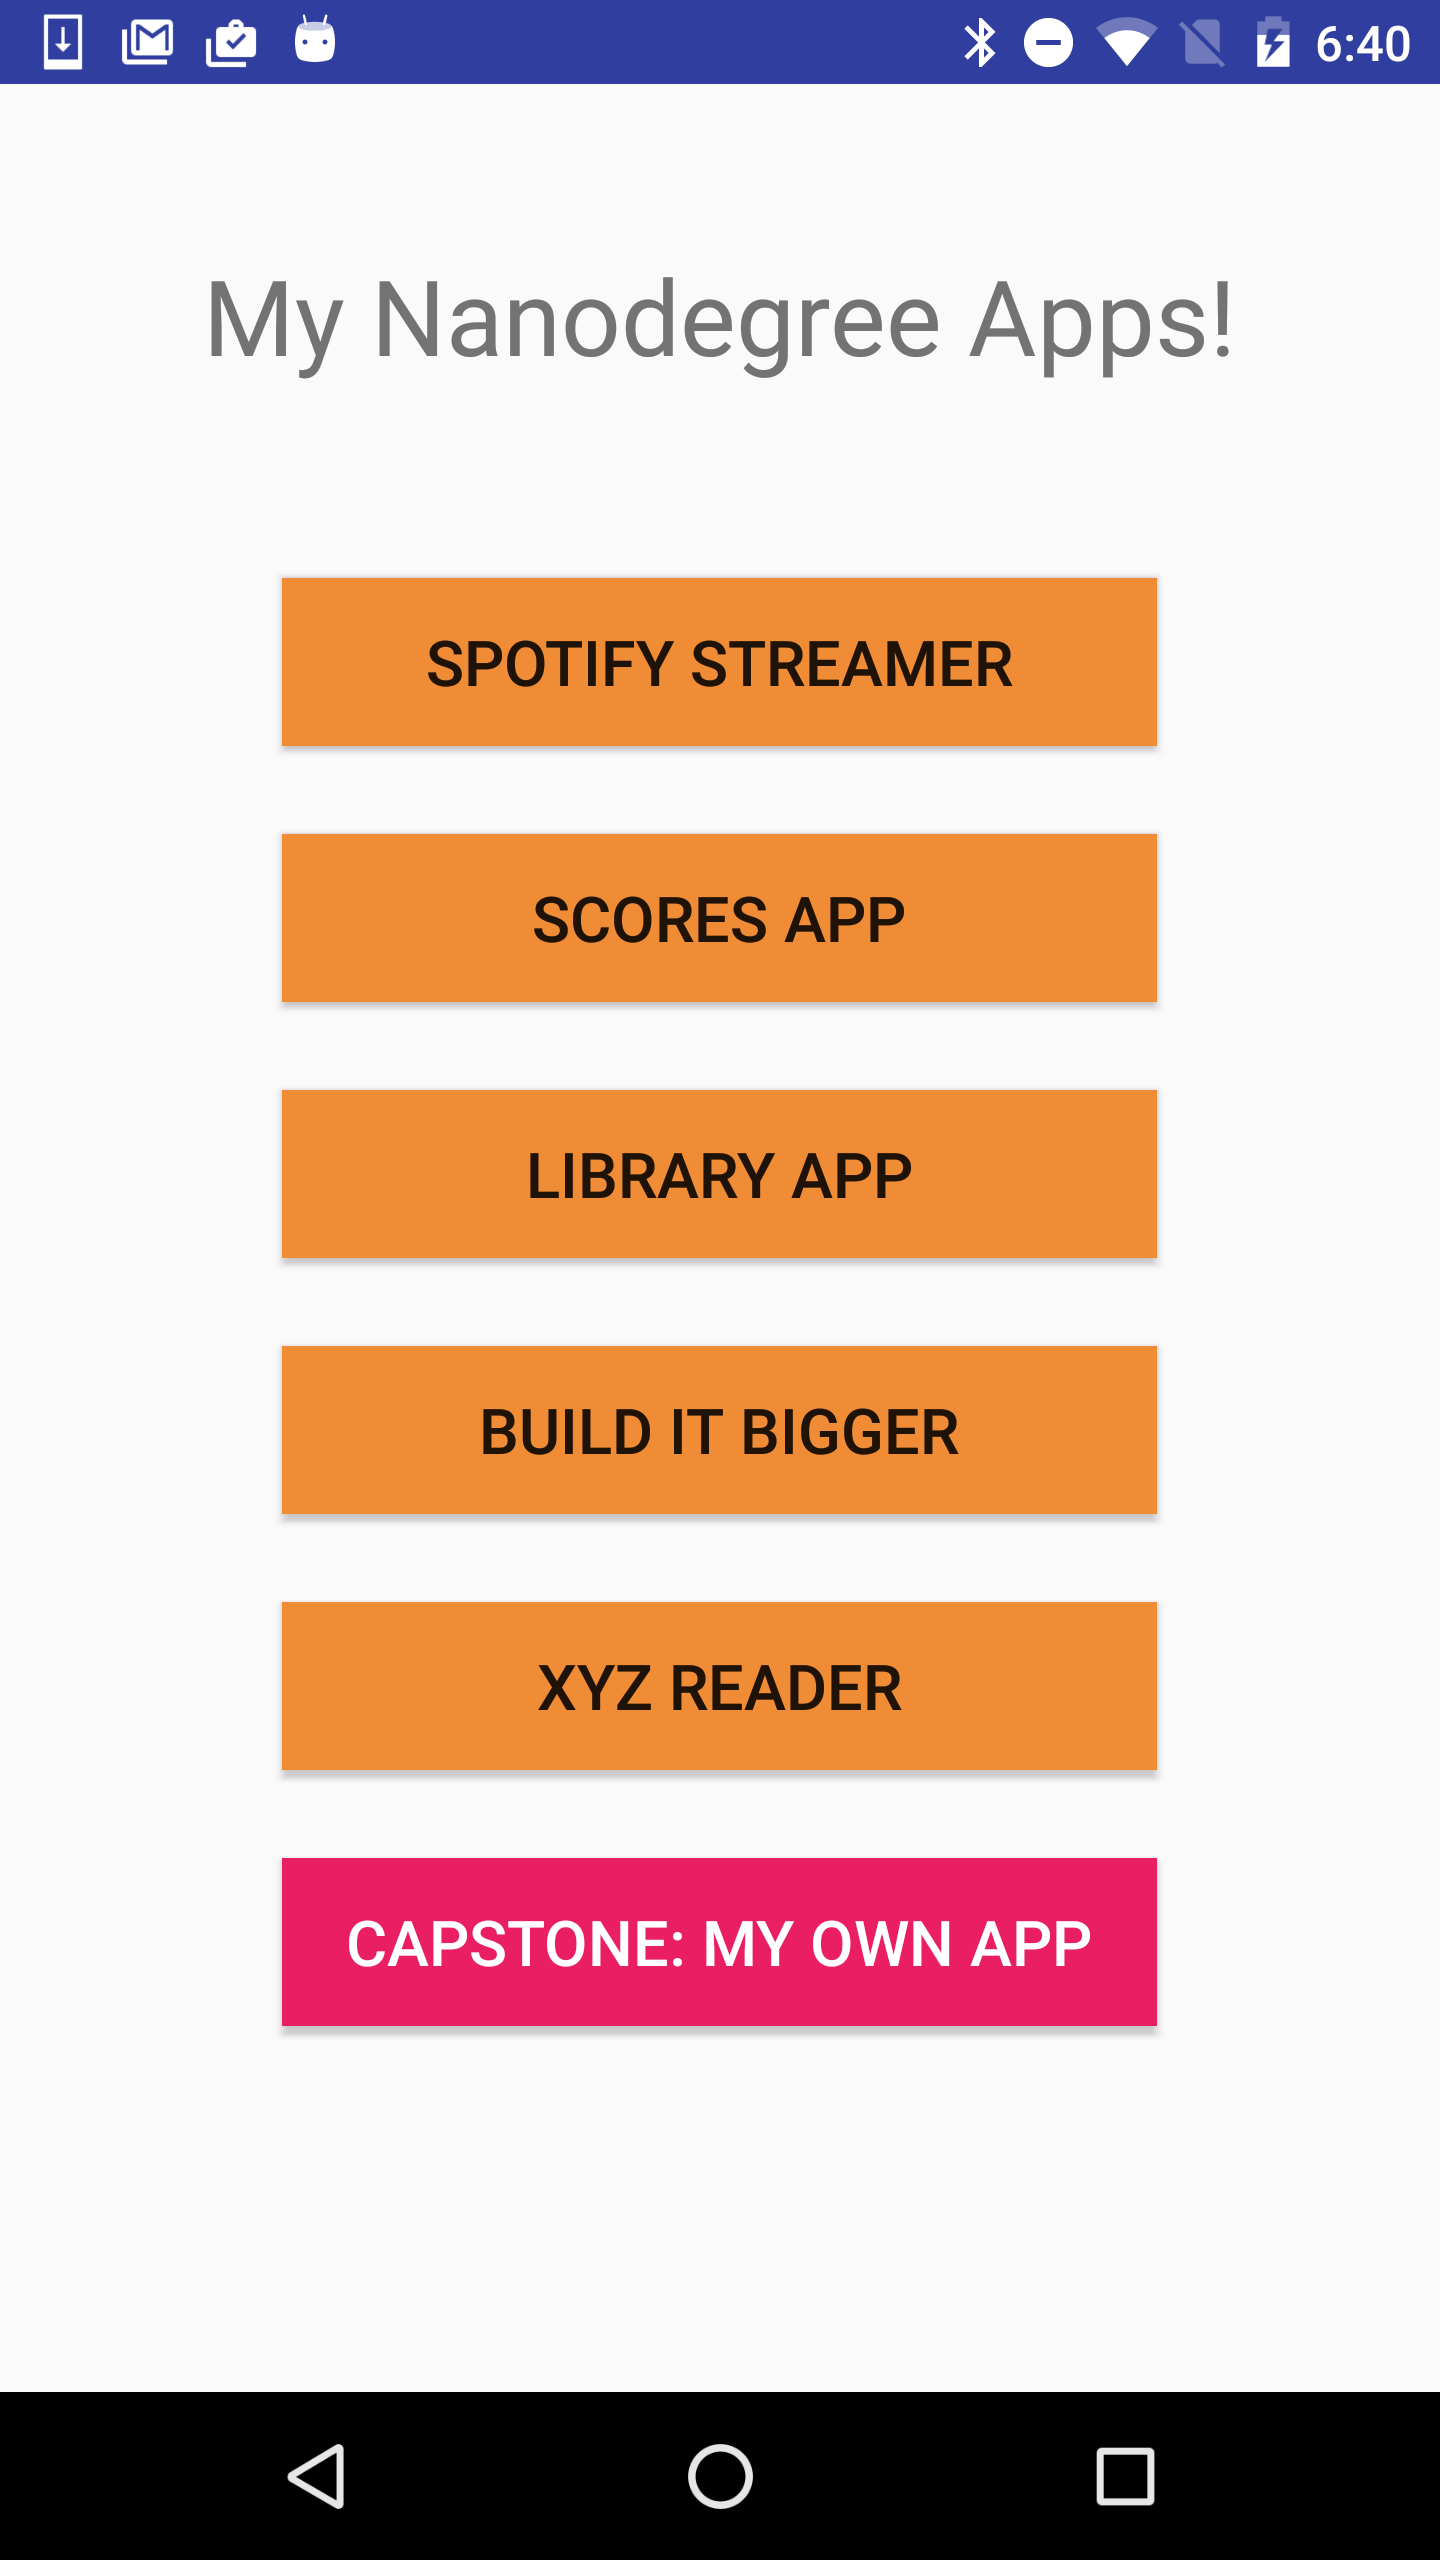 6:40
My Nanodegree Apps!
SPOTIFY STREAMER
SCORES APP
LIBRARY APP
BUILD IT BIGGER
XYZ READER
CAPSTONE: MY OWN APP